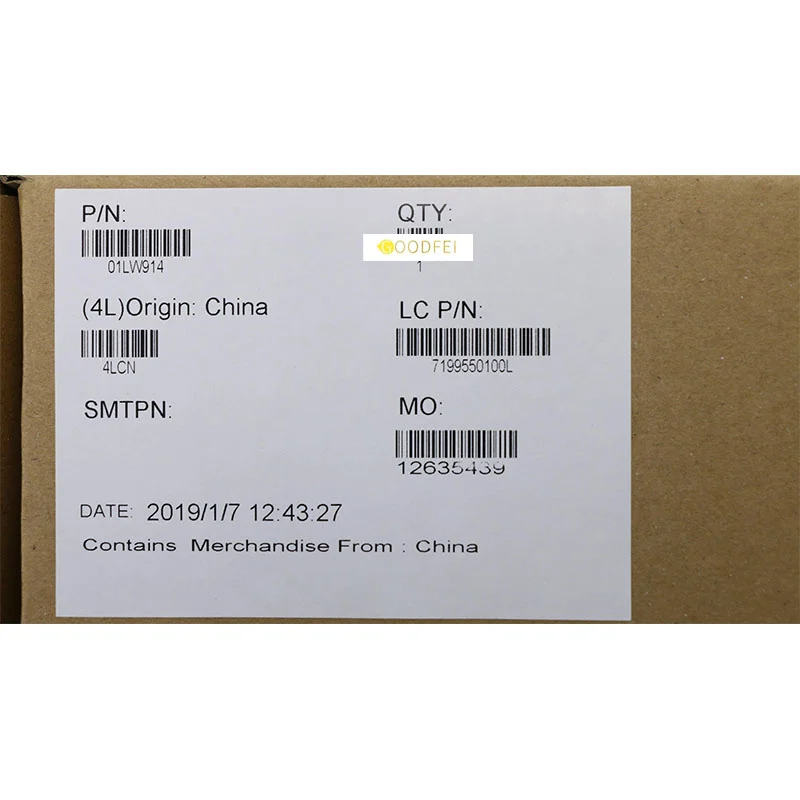 P/N:
01LW914
QTY:
GOODFEI
1
(4L)Origin: China
4LCN
LC P/N:
7199550100L
SMTPN:
MO:
12635439
DATE: 2019/1/7 12:43:27
Contains Merchandise From : China